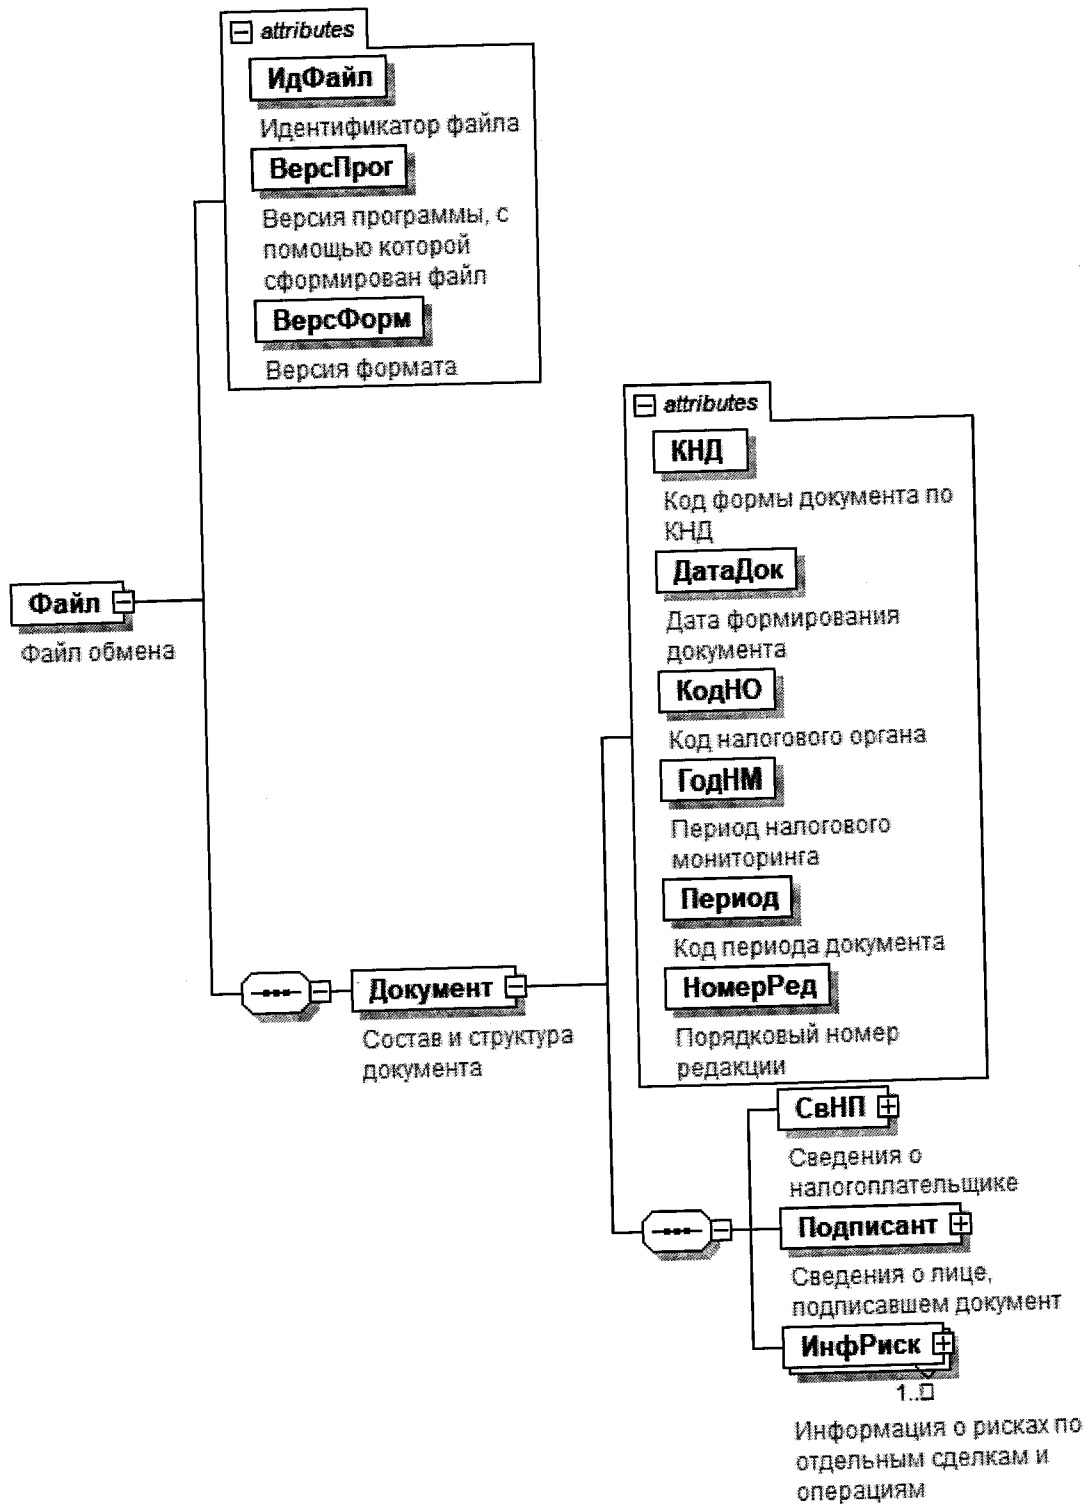 attributes
ИдФайл
Идентификатор файла
ВерсПрог
Версия программы, с
помощью которой
сформирован файл
ВерсФорм
Версия формата
Файл
Файл обмена
attributes
КНД
Код формы документа по
КНД
ДатаДок
Дата формирования
документа
КодНО
Код налогового органа
ГодНМ
Период налогового
мониторинга
Период
Код периода документа
НомерРед
Порядковый номер
редакции
Документ
Состав и структура
документа
СвНП
Сведения о
налогоплательщике
Подписант
Сведения о лице,
подписавшем документ
ИнфРиск
1..□
Информация о рисках по
отдельным сделкам и
операциям